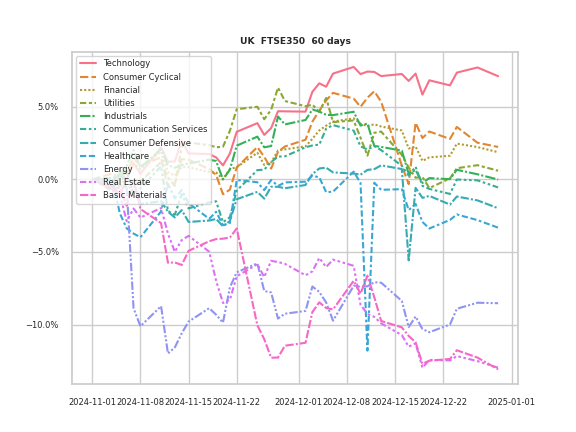 UK  FTSE350  60 days
Technology
Consumer Cyclical
Financial
Utilities
Industrials
Communication Services
Consumer Defensive
Healthcare
Energy
Real Estate
Basic Materials
5.0%
0.0%
−5.0%
−10.0%
2024-11-01 2024-11-08 2024-11-15 2024-11-22 2024-12-01 2024-12-08 2024-12-15 2024-12-22 2025-01-01